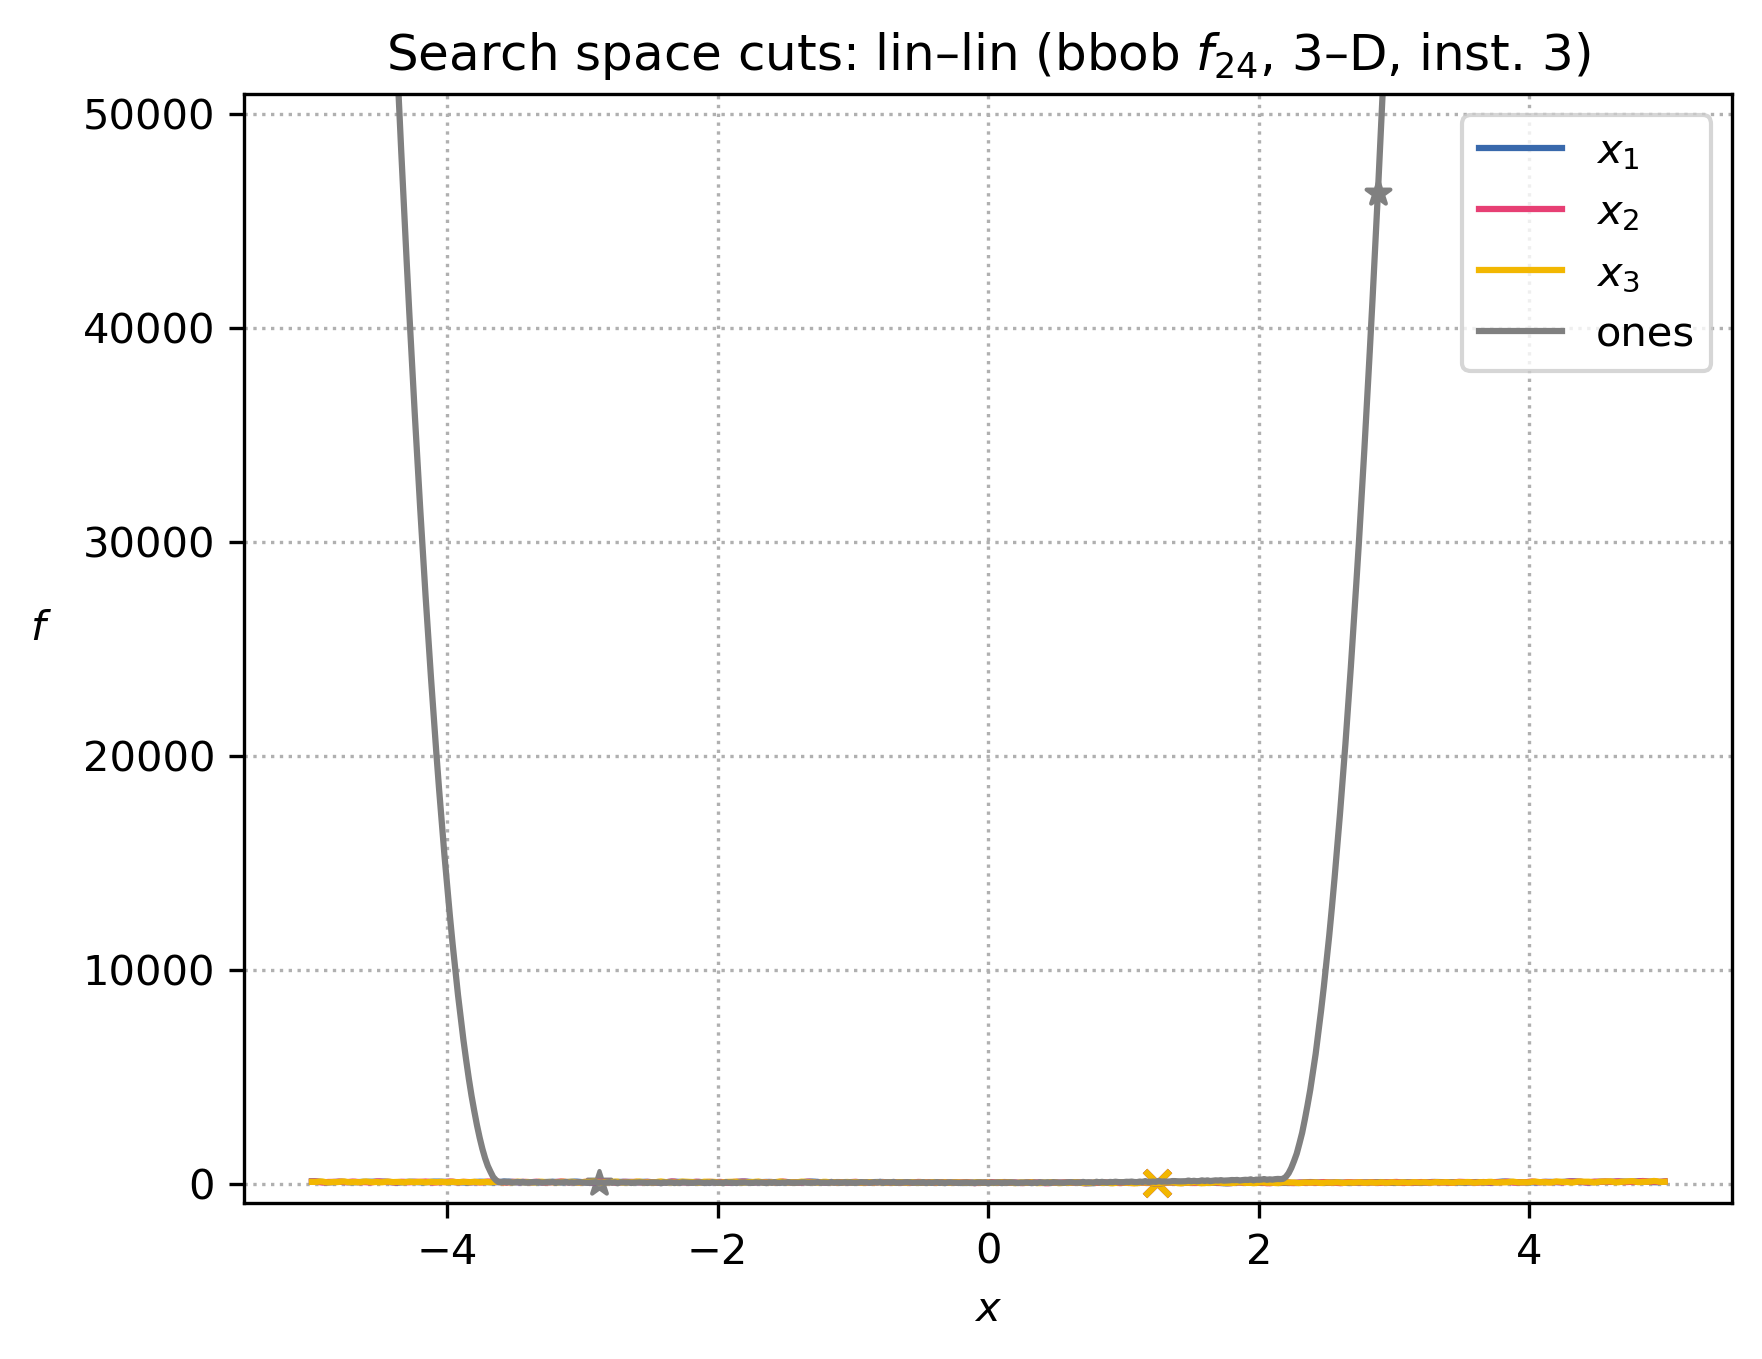 Search space cuts: lin–lin (bbob f₂₄, 3–D, inst. 3)
50000
40000
30000
20000
10000
0
f
−4
−2
0
2
4
x
x₁
x₂
x₃
ones